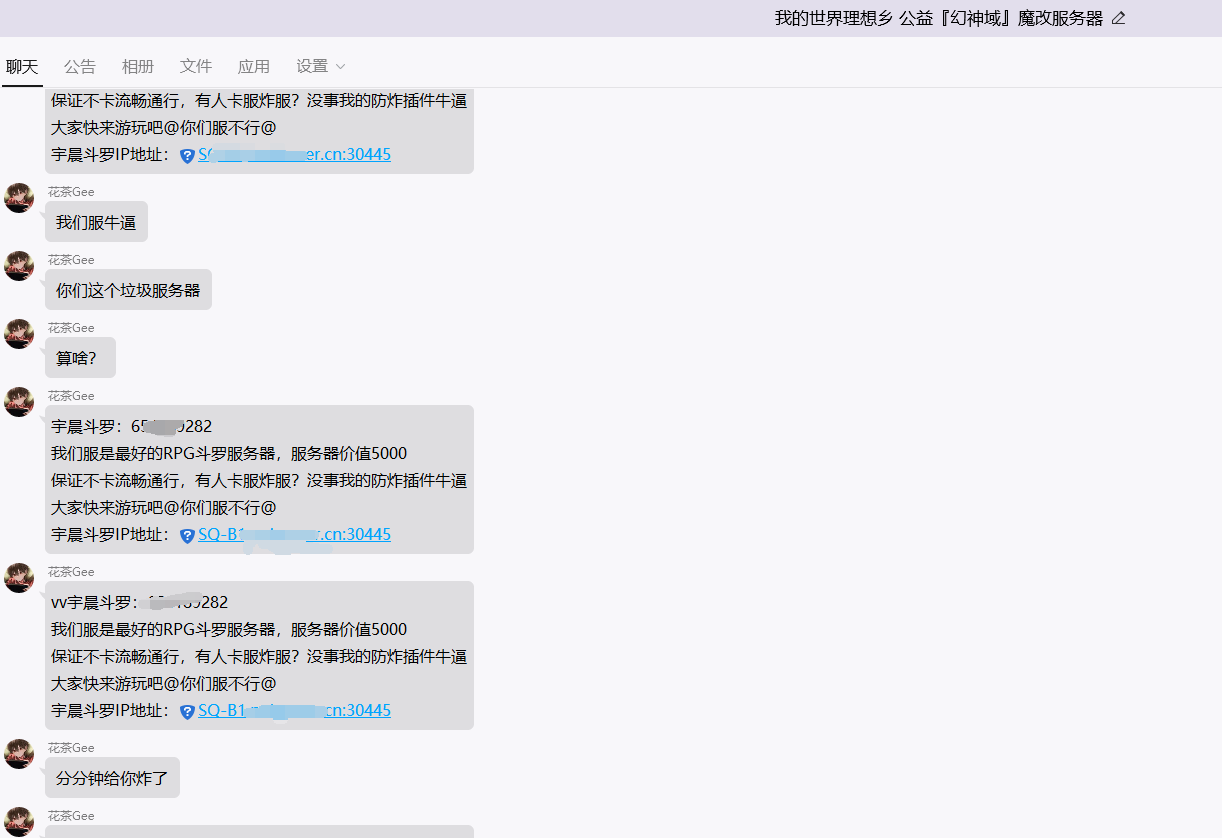 我的世界理想乡 公益『幻神域』魔改服务器
聊天 公告 相册 文件 应用 设置
保证不卡流畅通行，有人卡服炸服？没事我的防炸插件牛逼
大家快来游玩吧@你们服不行@
宇晨斗罗IP地址： er.cn:30445
花茶Gee
我们服牛逼
花茶Gee
你们这个垃圾服务器
花茶Gee
算啥？
花茶Gee
宇晨斗罗：65 9282
我们服是最好的RPG斗罗服务器，服务器价值5000
保证不卡流畅通行，有人卡服炸服？没事我的防炸插件牛逼
大家快来游玩吧@你们服不行@
宇晨斗罗IP地址： SQ-B1 .cn:30445
花茶Gee
vv宇晨斗罗： 282
我们服是最好的RPG斗罗服务器，服务器价值5000
保证不卡流畅通行，有人卡服炸服？没事我的防炸插件牛逼
大家快来游玩吧@你们服不行@
宇晨斗罗IP地址： SQ-B1 cn:30445
花茶Gee
分分钟给你炸了
花茶Gee